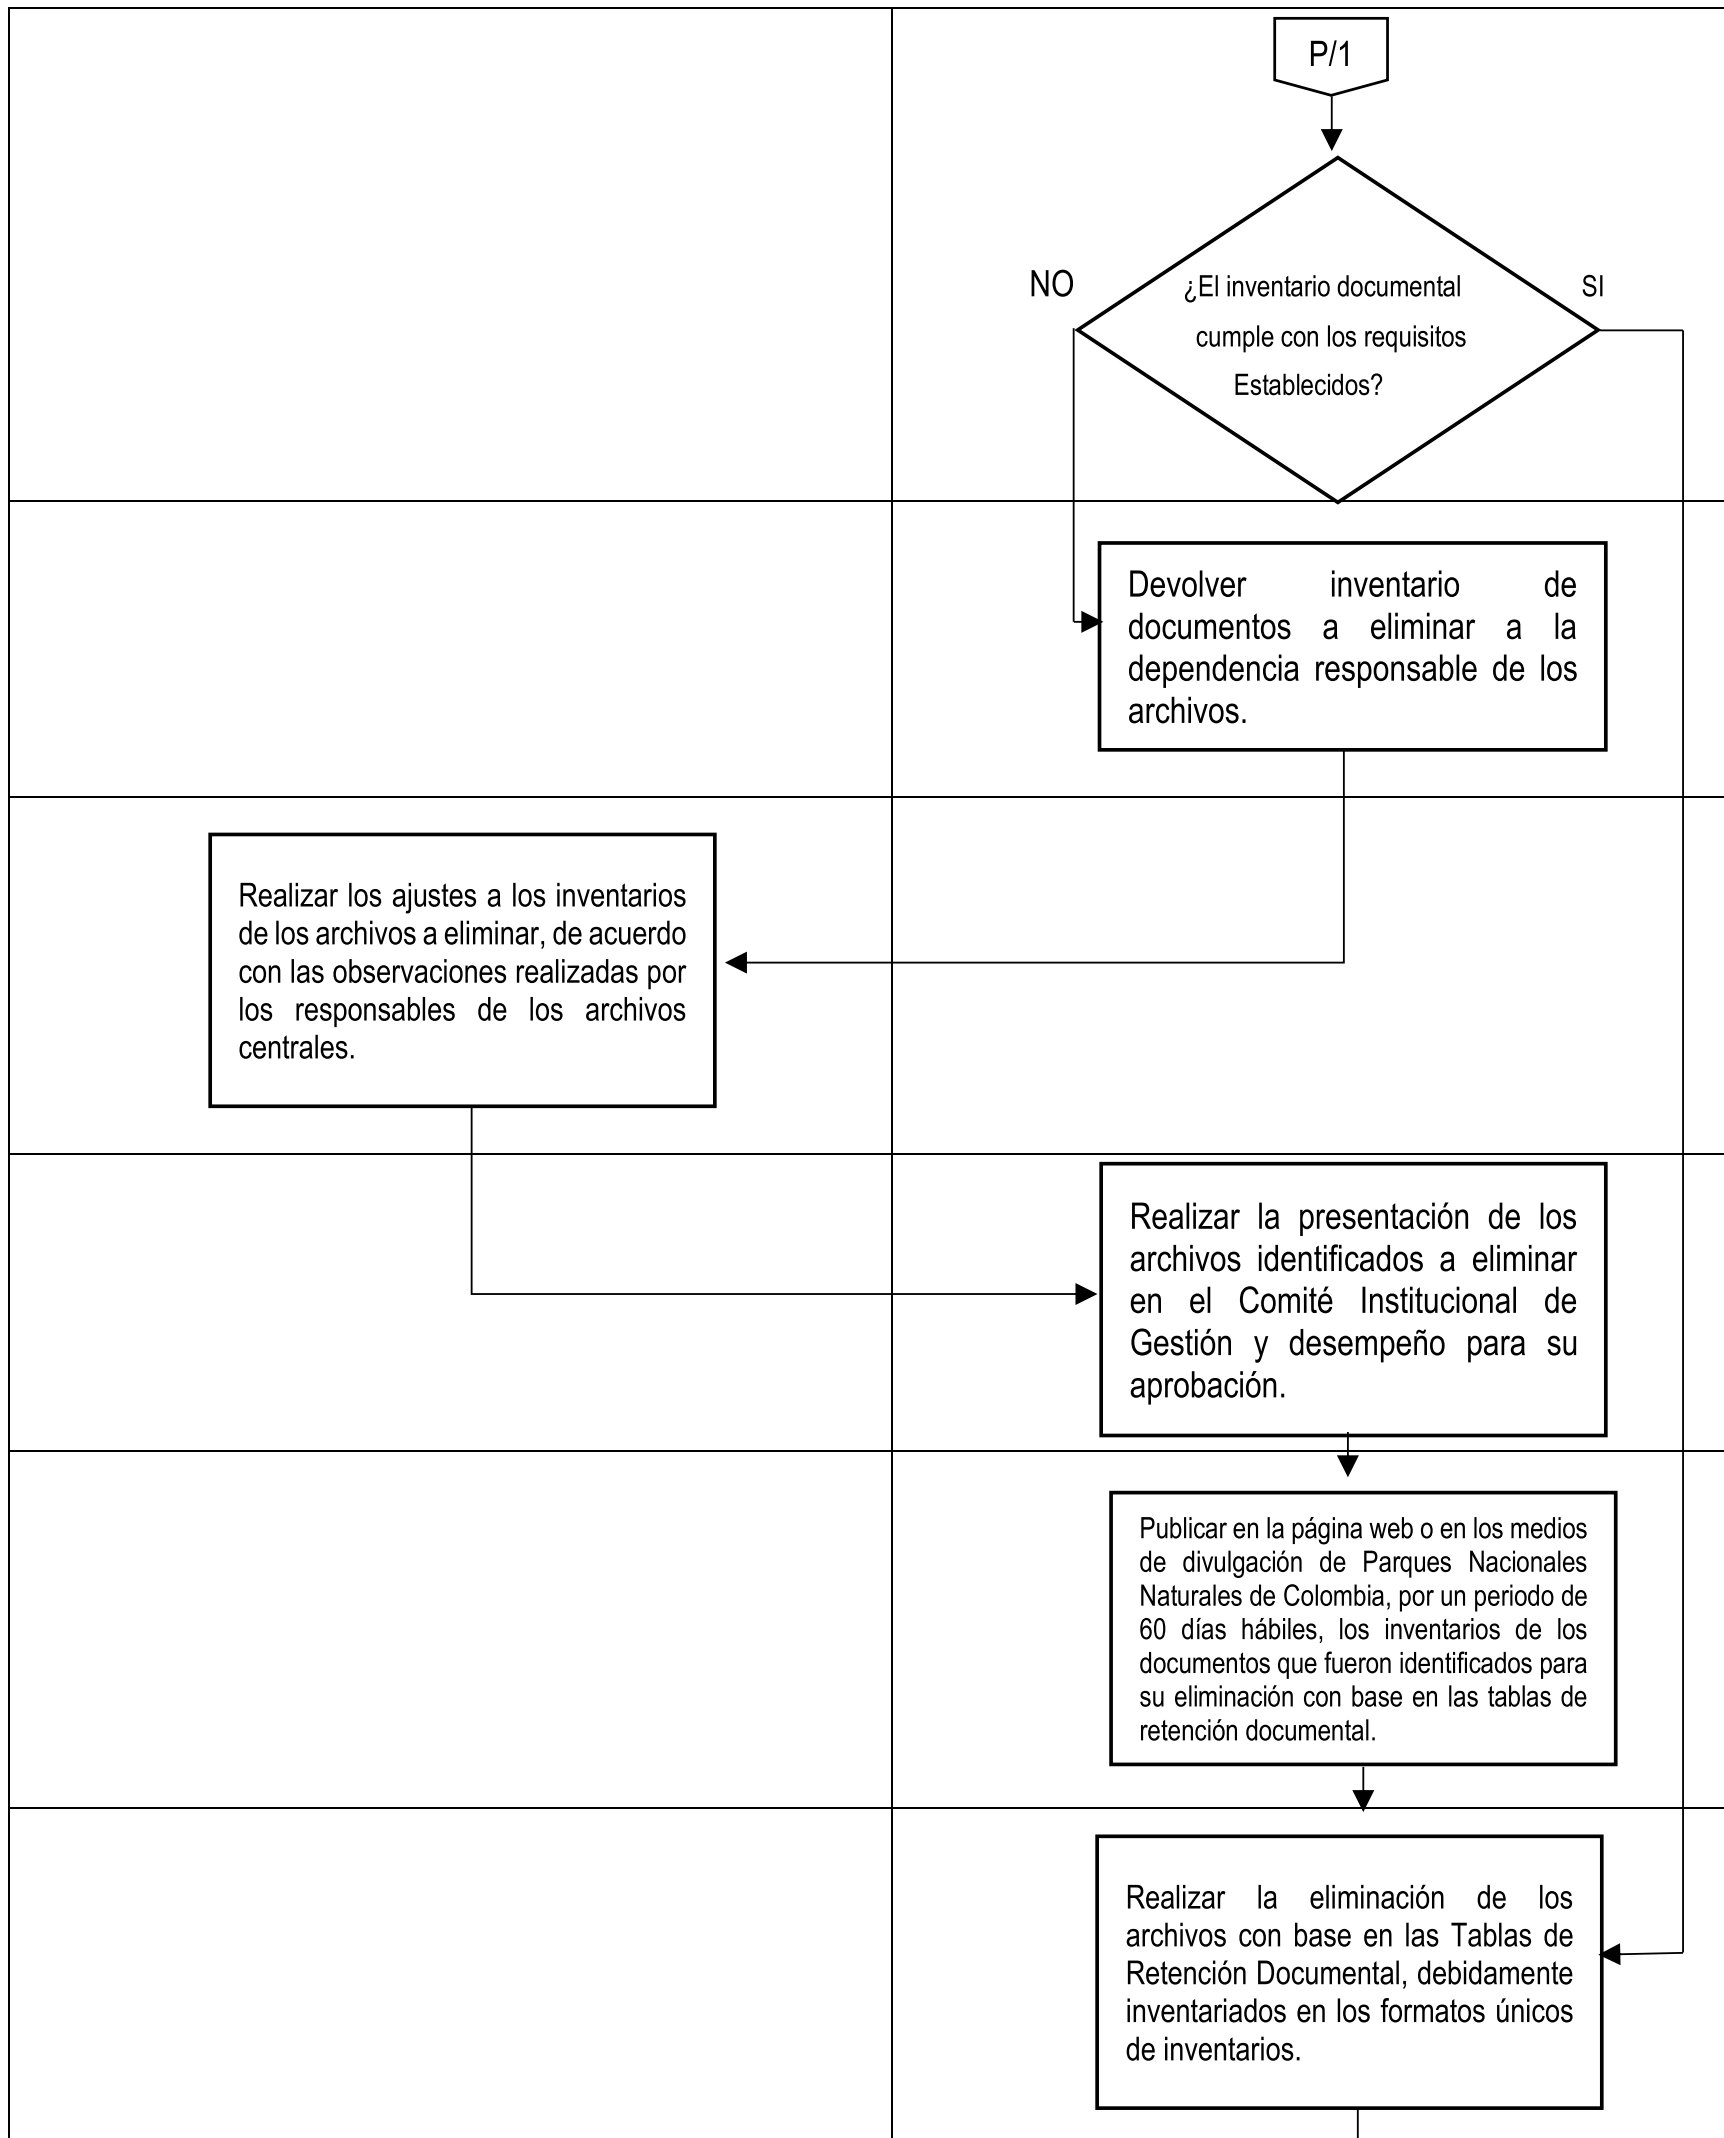 P/1
NO
SI
¿El inventario documental
cumple con los requisitos
Establecidos?
Devolver inventario de
documentos a eliminar a la
dependencia responsable de los
archivos.
Realizar los ajustes a los inventarios
de los archivos a eliminar, de acuerdo
con las observaciones realizadas por
los responsables de los archivos
centrales.
Realizar la presentación de los
archivos identificados a eliminar
en el Comité Institucional de
Gestión y desempeño para su
aprobación.
Publicar en la página web o en los medios
de divulgación de Parques Nacionales
Naturales de Colombia, por un periodo de
60 días hábiles, los inventarios de los
documentos que fueron identificados para
su eliminación con base en las tablas de
retención documental.
Realizar la eliminación de los
archivos con base en las Tablas de
Retención Documental, debidamente
inventariados en los formatos únicos
de inventarios.